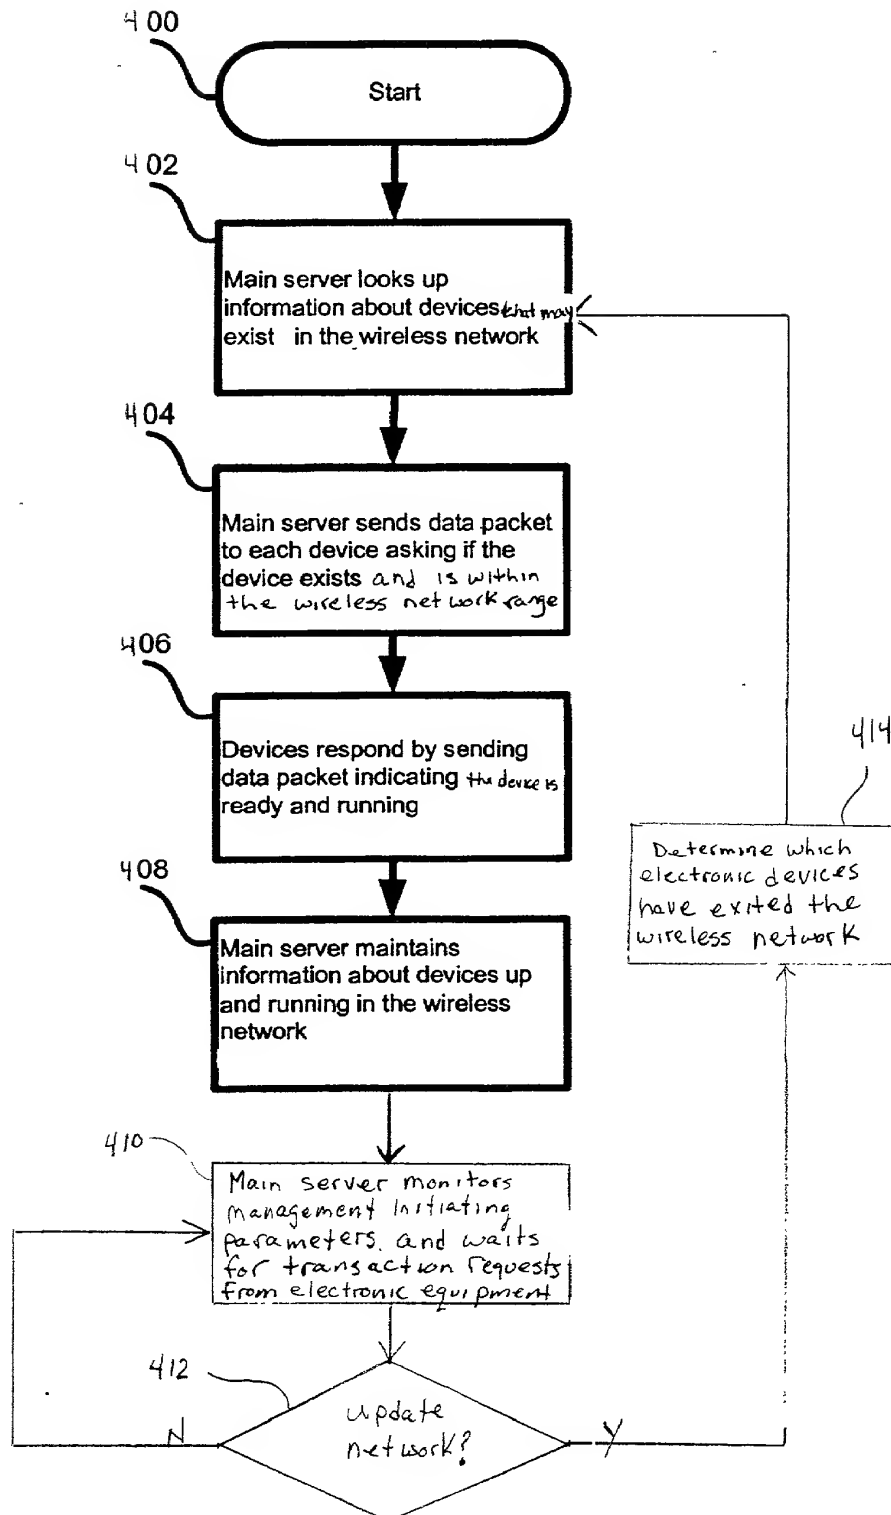 400
Start
402
Main server looks up
information about devices that may
exist in the wireless network
404
Main server sends data packet
to each device asking if the
device exists and is within
the wireless network range
406
Devices respond by sending
data packet indicating the device is
ready and running
408
Main server maintains
information about devices up
and running in the wireless
network
414
Determine which
electronic devices
have exited the
wireless network
410
Main server monitors
management initiating
parameters and waits
for transaction requests
from electronic equipment
412
update
network?
N
Y